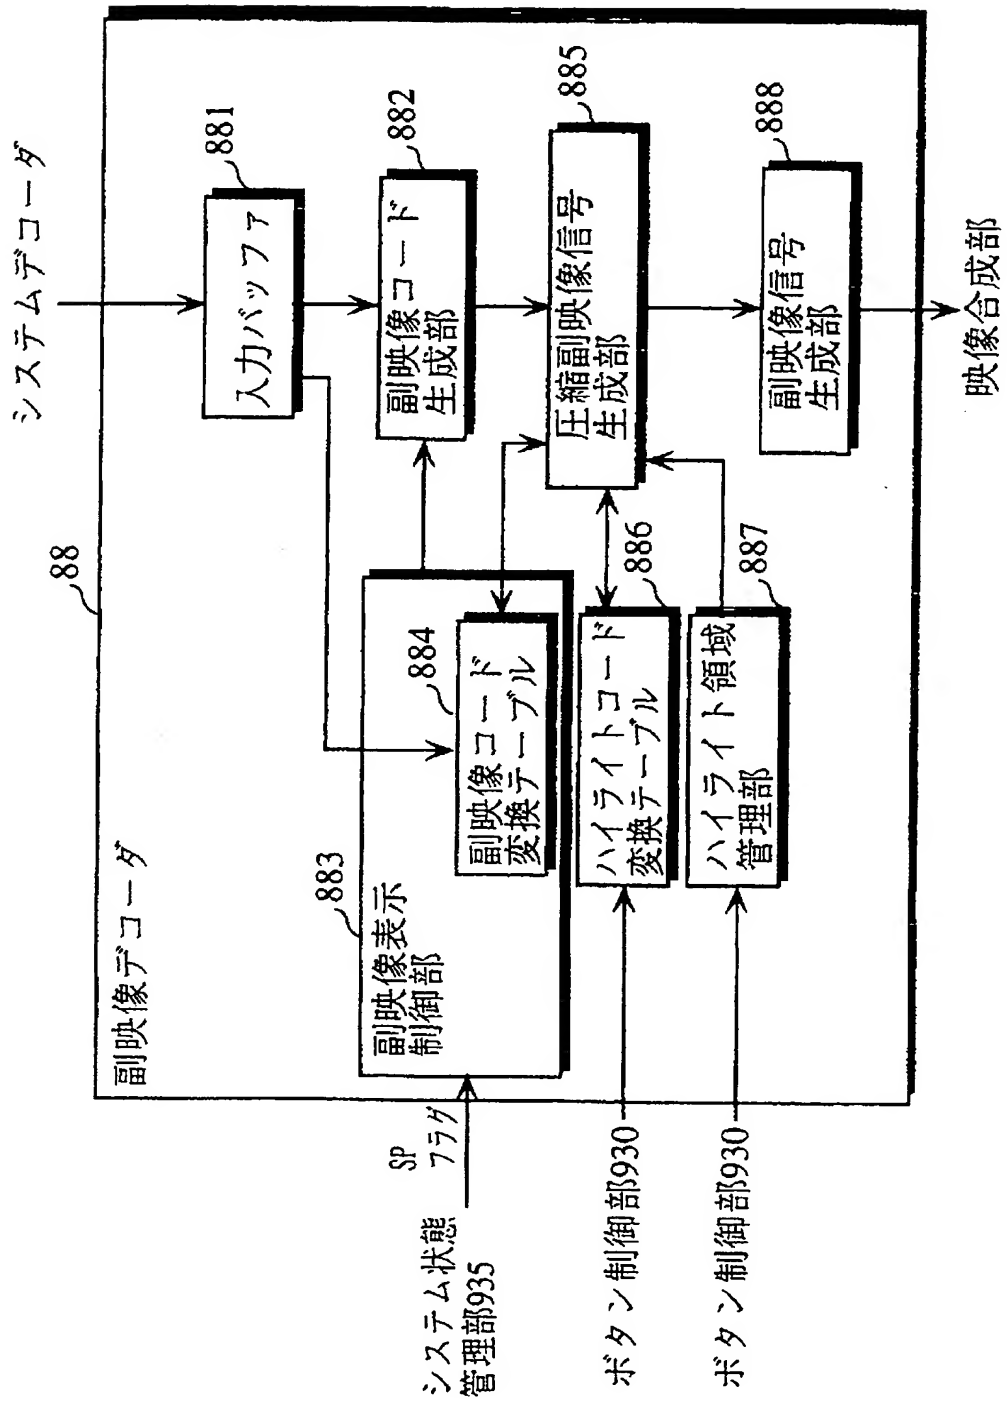 副映像デコーダ
88
システムデコーダ
入力バッファ
881
副映像コード
生成部
882
副映像表示
制御部
883
副映像コード
変換テーブル
884
圧縮副映像信号
生成部
885
ハイライトコード
変換テーブル
886
ハイライト領域
管理部
887
副映像信号
生成部
888
映像合成部
SP
フラグ
システム状態
管理部935
ボタン制御部930
ボタン制御部930